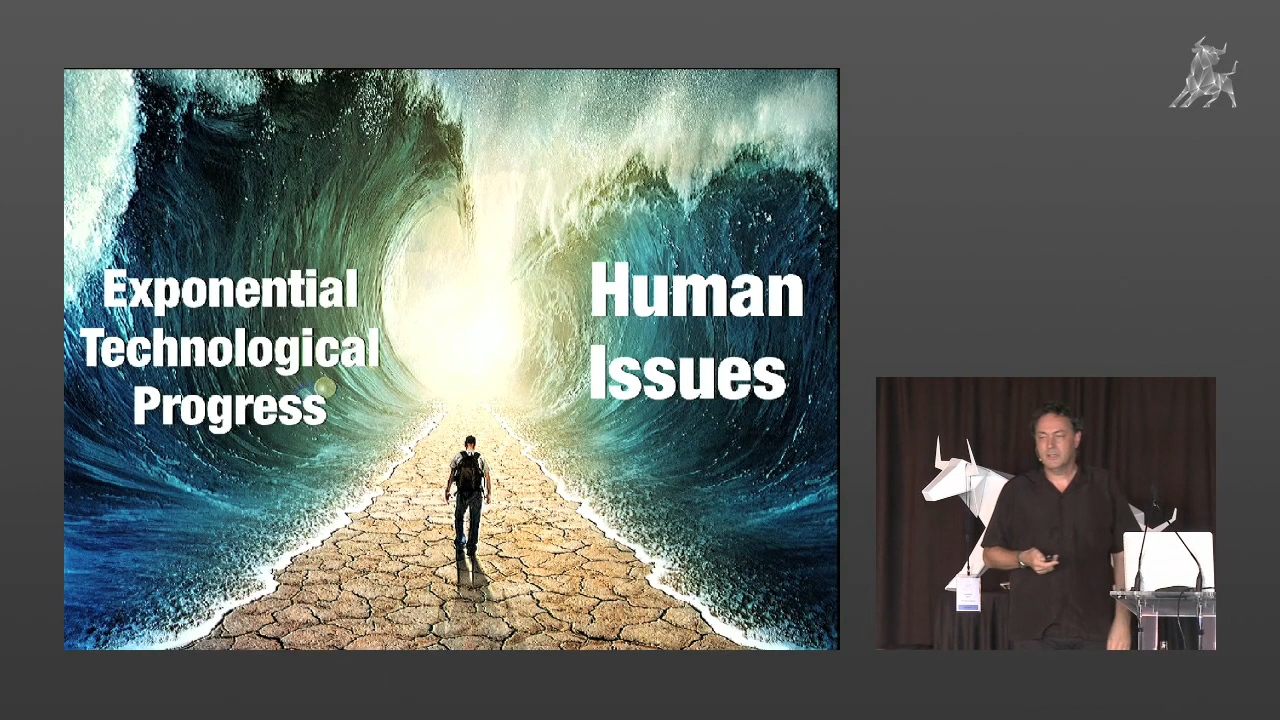 Exponential
Technological
Progress
Human
Issues